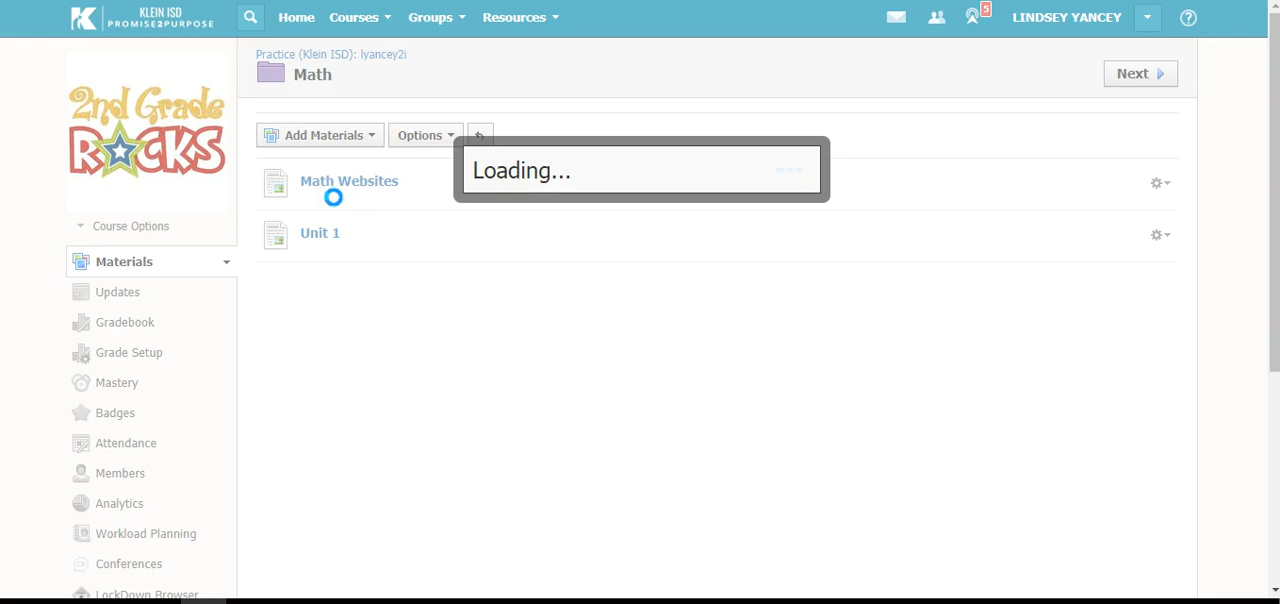 KLEIN ISD
PROMISE2PURPOSE
Home
Courses
Groups
Resources
5
LINDSEY YANCEY
Practice (Klein ISD): lyancey2i
Math
Next
2nd Grade
ROCKS
Add Materials
Options
Loading...
Math Websites
Unit 1
Course Options
Materials
Updates
Gradebook
Grade Setup
Mastery
Badges
Attendance
Members
Analytics
Workload Planning
Conferences
LockDown Browser